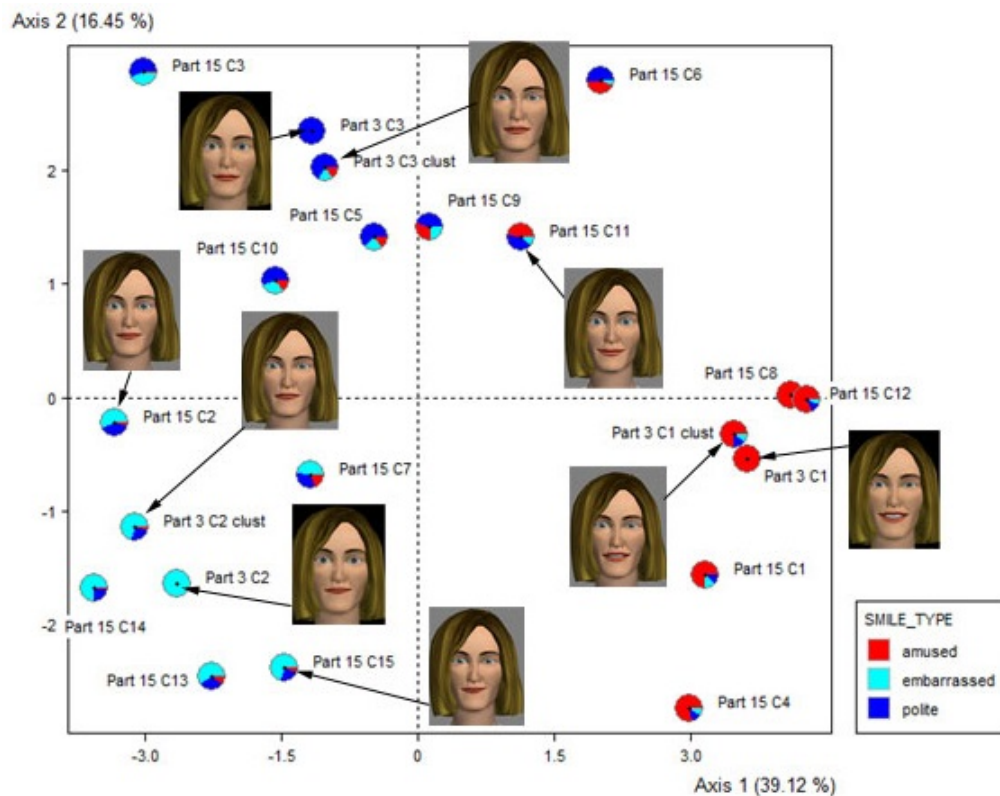 Axis 2 (16.45 %)
Part 15 C3
Part 15 C6
Part 3 C3
Part 3 C3 clust
2
Part 15 C9
Part 15 C5
Part 15 C11
Part 15 C10
1
Part 15 C8
0
Part 15 C12
Part 15 C2
Part 3 C1 clust
Part 15 C7
Part 3 C1
-1
Part 3 C2 clust
Part 3 C2
Part 15 C1
-2
Part 15 C14
SMILE_TYPE
Part 15 C15
amused
Part 15 C13
embarrassed
Part 15 C4
polite
-3.0
-1.5
0
1.5
3.0
Axis 1 (39.12 %)